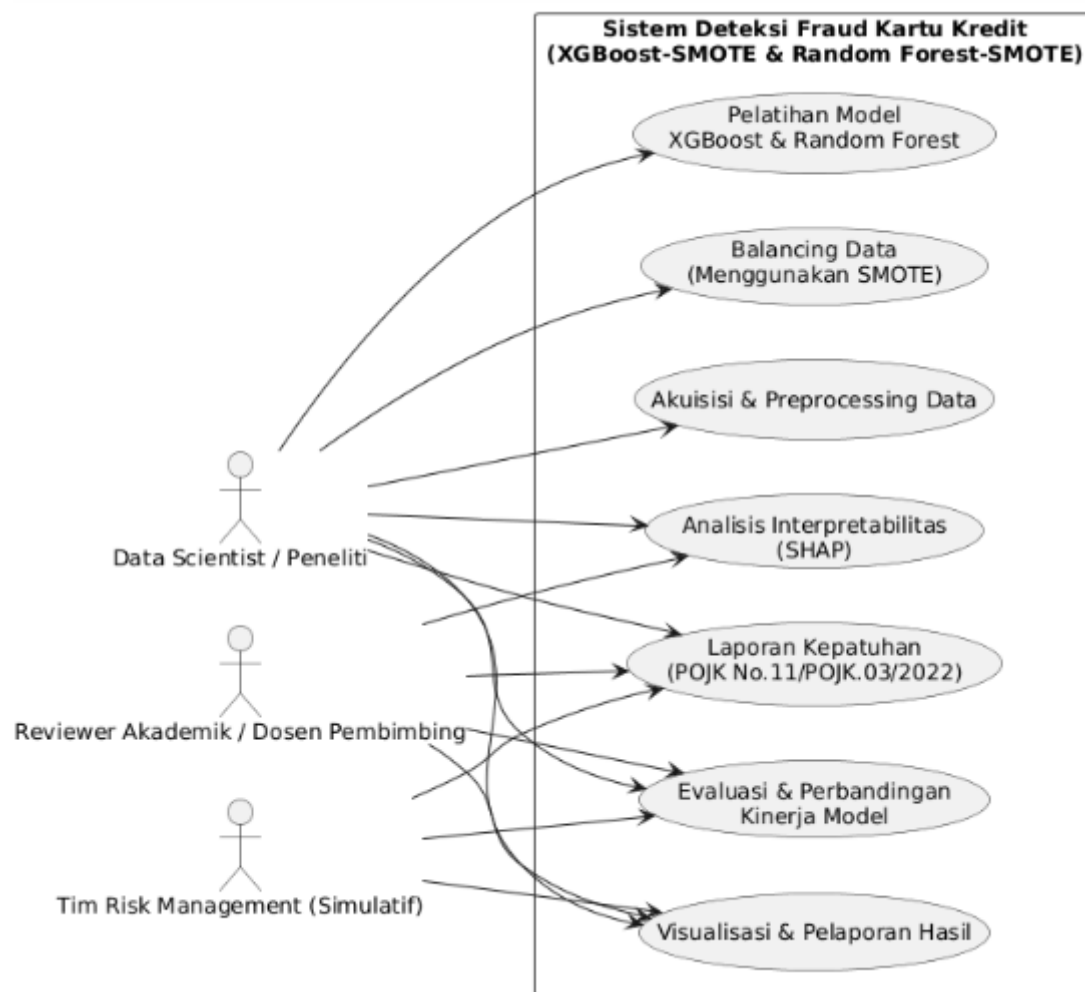 Sistem Deteksi Fraud Kartu Kredit
(XGBoost-SMOTE & Random Forest-SMOTE)
Pelatihan Model
XGBoost & Random Forest
Balancing Data
(Menggunakan SMOTE)
Akuisisi & Preprocessing Data
Analisis Interpretabilitas
(SHAP)
Data Scientist / Peneliti
Laporan Kepatuhan
(POJK No.11/POJK.03/2022)
Reviewer Akademik / Dosen Pembimbing
Evaluasi & Perbandingan
Kinerja Model
Tim Risk Management (Simulatif)
Visualisasi & Pelaporan Hasil